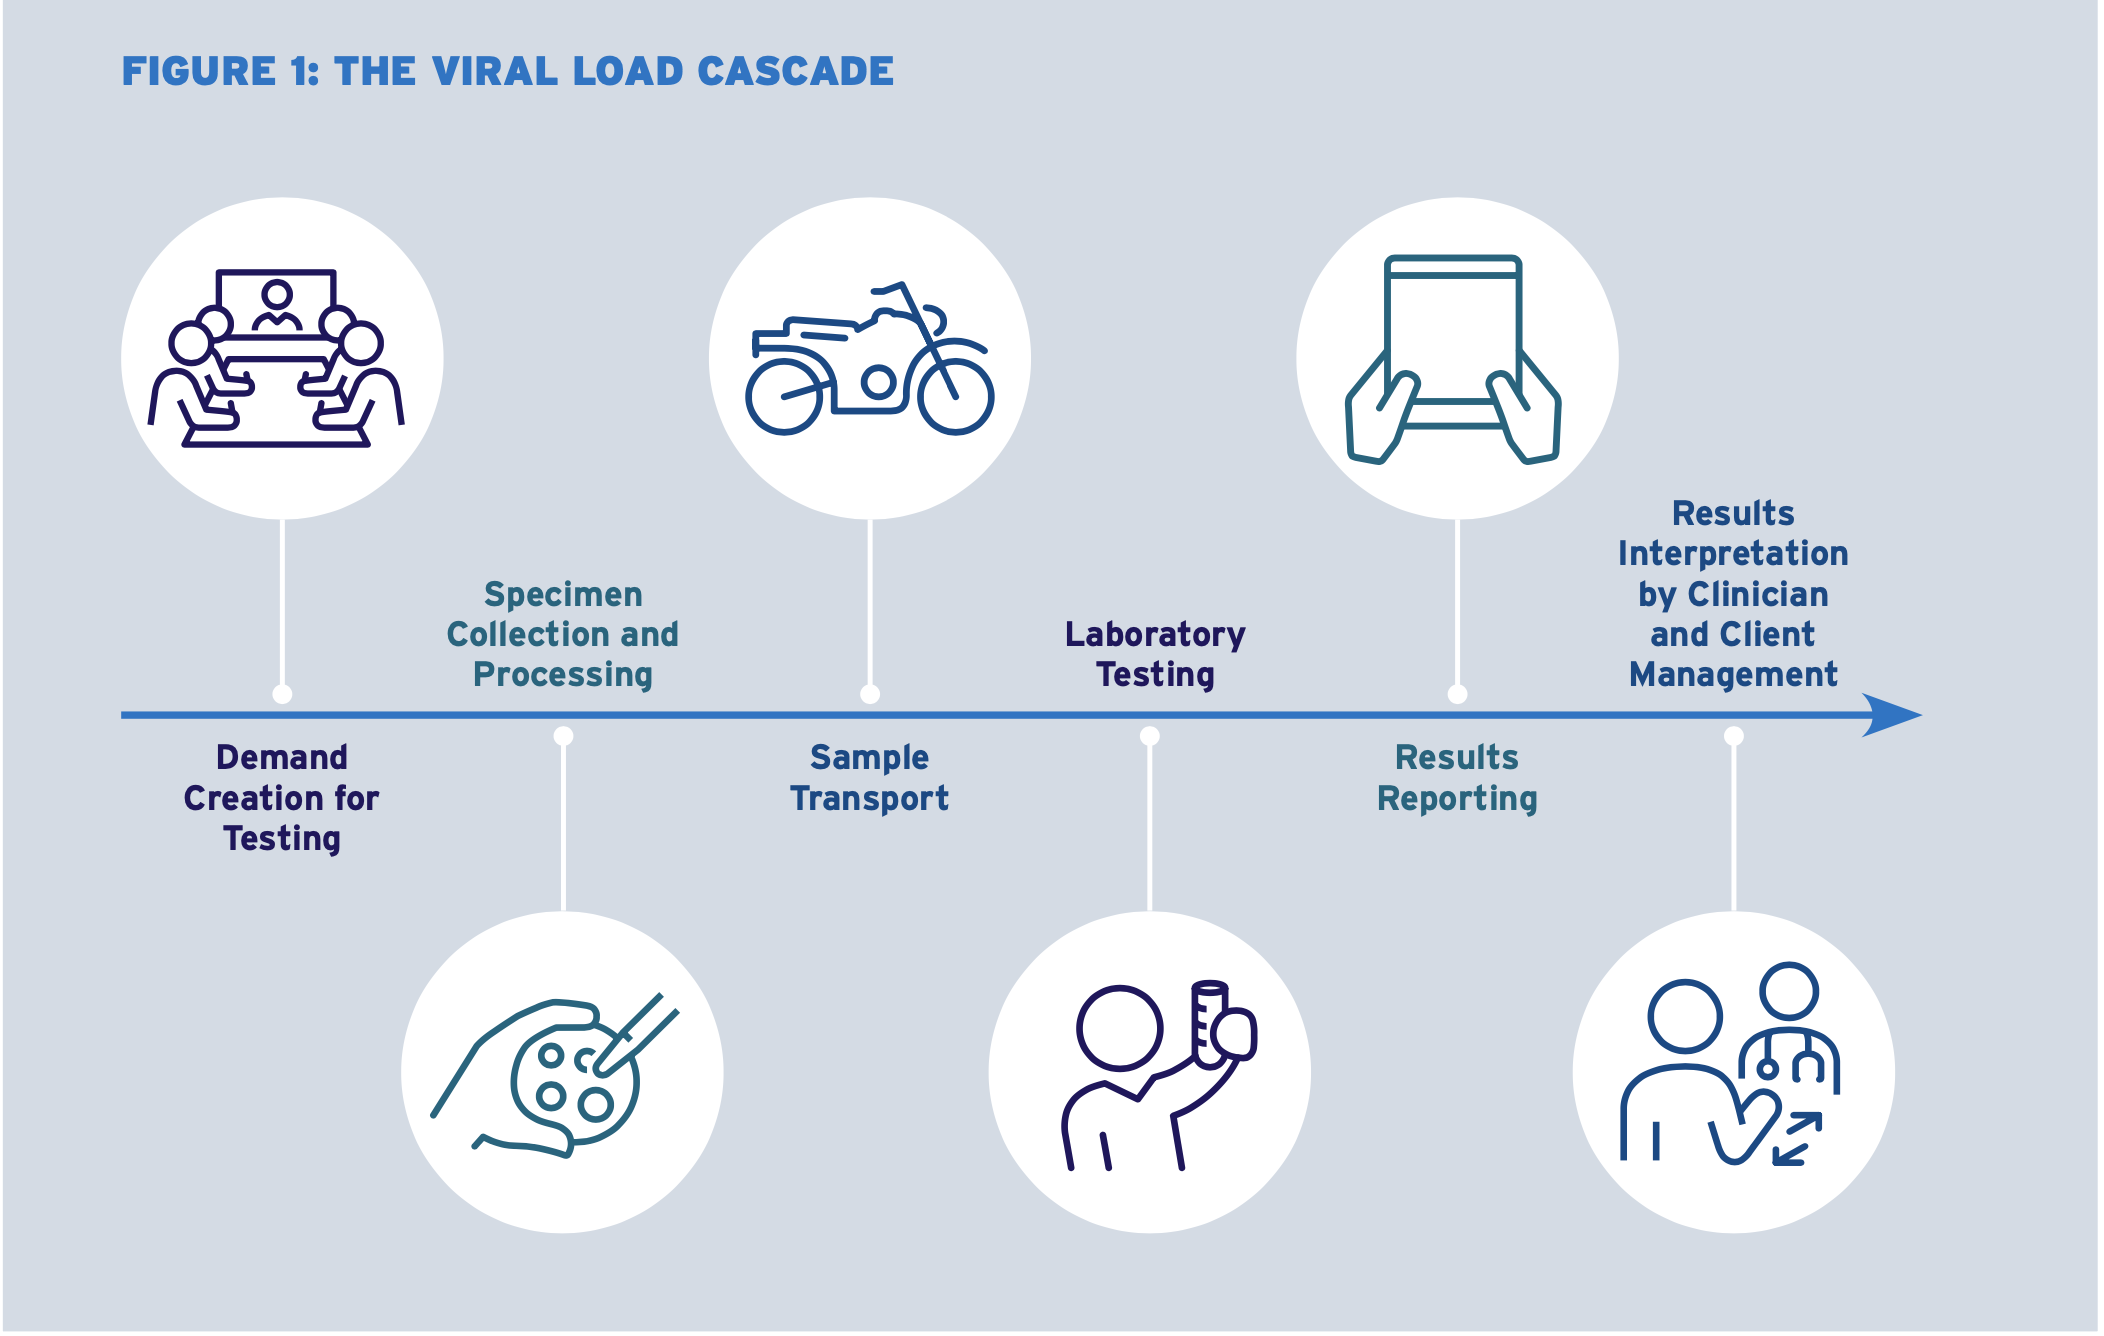 FIGURE 1: THE VIRAL LOAD CASCADE
Demand
Creation for
Testing
Specimen
Collection and
Processing
Sample
Transport
Laboratory
Testing
Results
Reporting
Results
Interpretation
by Clinician
and Client
Management